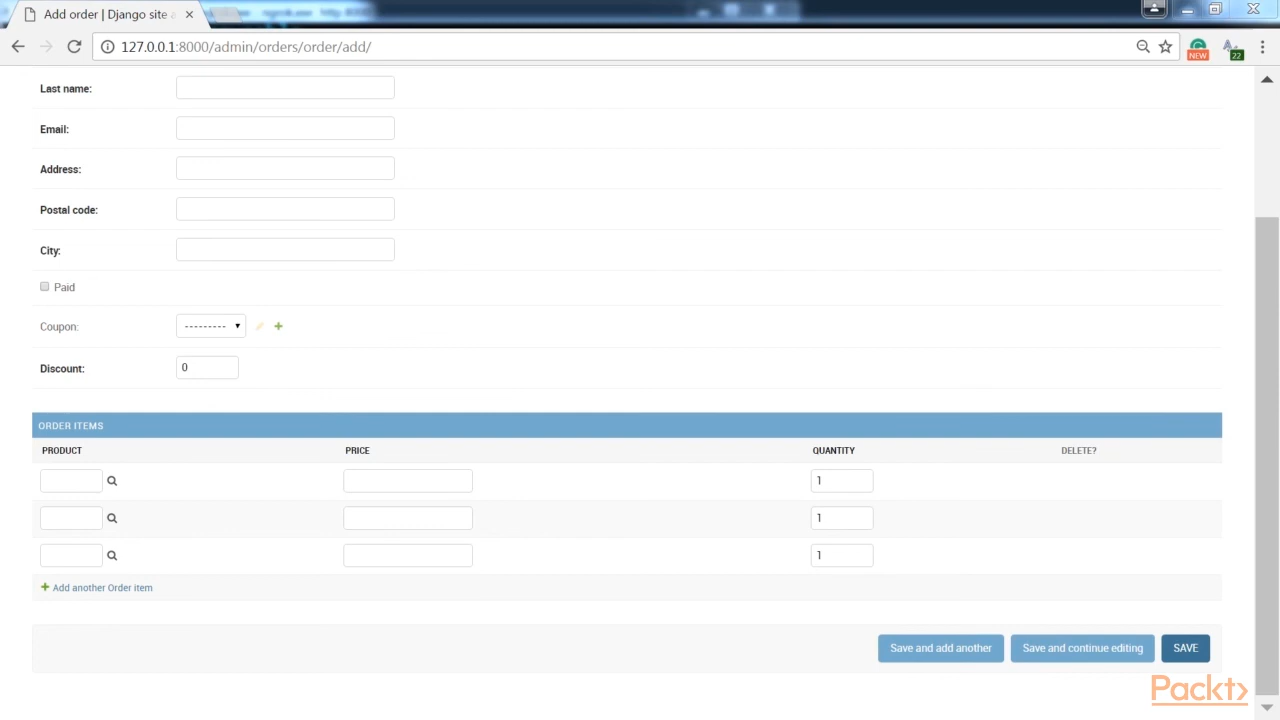 Add order | Django site a
127.0.0.1:8000/admin/orders/order/add/
NEW
22
Last name:
Email:
Address:
Postal code:
City:
Paid
Coupon: ---------
Discount: 0
ORDER ITEMS
PRODUCT PRICE QUANTITY DELETE?
1
1
1
Add another Order item
Save and add another Save and continue editing SAVE
Packt>